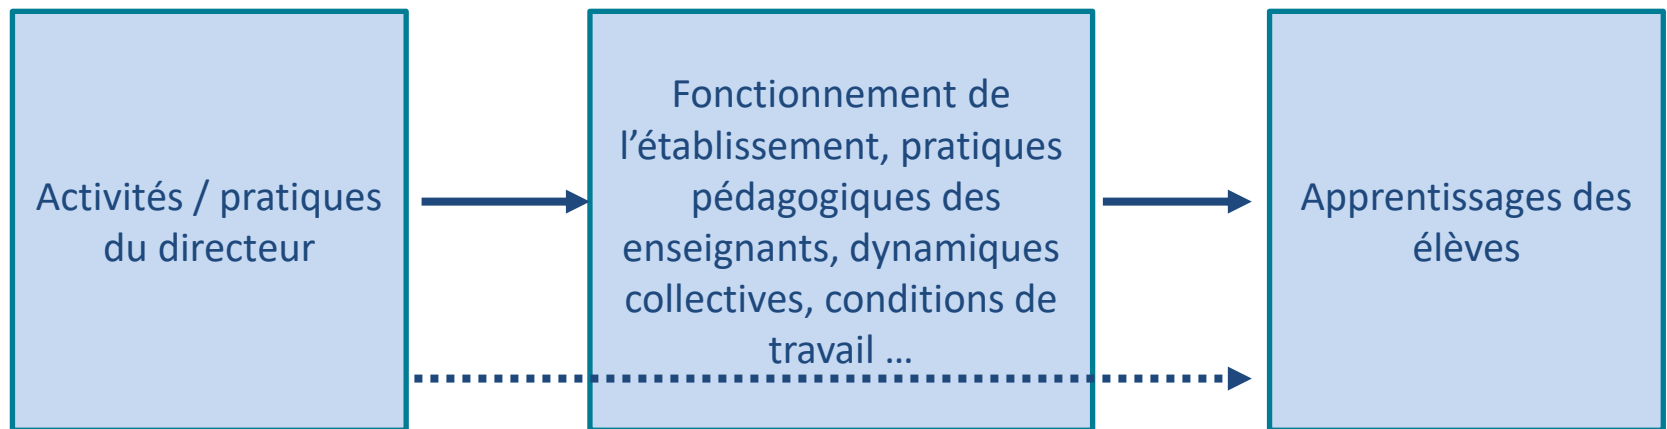 Activités / pratiques
du directeur
Fonctionnement de
l’établissement, pratiques
pédagogiques des
enseignants, dynamiques
collectives, conditions de
travail …
Apprentissages des
élèves